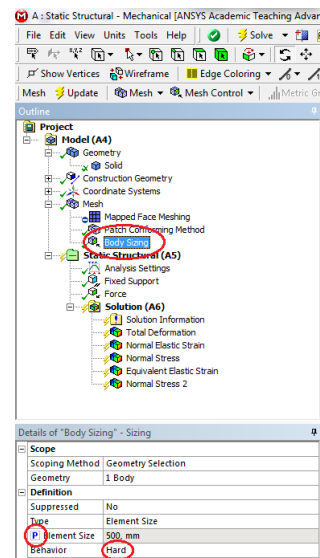 A : Static Structural - Mechanical [ANSYS Academic Teaching Advan
File Edit View Units Tools Help Solve
Show Vertices Wireframe Edge Coloring
Mesh Update Mesh Mesh Control Metric Gr
Outline
Project
Model (A4)
Geometry
Solid
Construction Geometry
Coordinate Systems
Mesh
Mapped Face Meshing
Patch Conforming Method
Body Sizing
Static Structural (A5)
Analysis Settings
Fixed Support
Force
Solution (A6)
Solution Information
Total Deformation
Normal Elastic Strain
Normal Stress
Equivalent Elastic Strain
Normal Stress 2
Details of "Body Sizing" - Sizing
Scope
Scoping Method Geometry Selection
Geometry 1 Body
Definition
Suppressed No
Type Element Size
P Element Size 500, mm
Behavior Hard